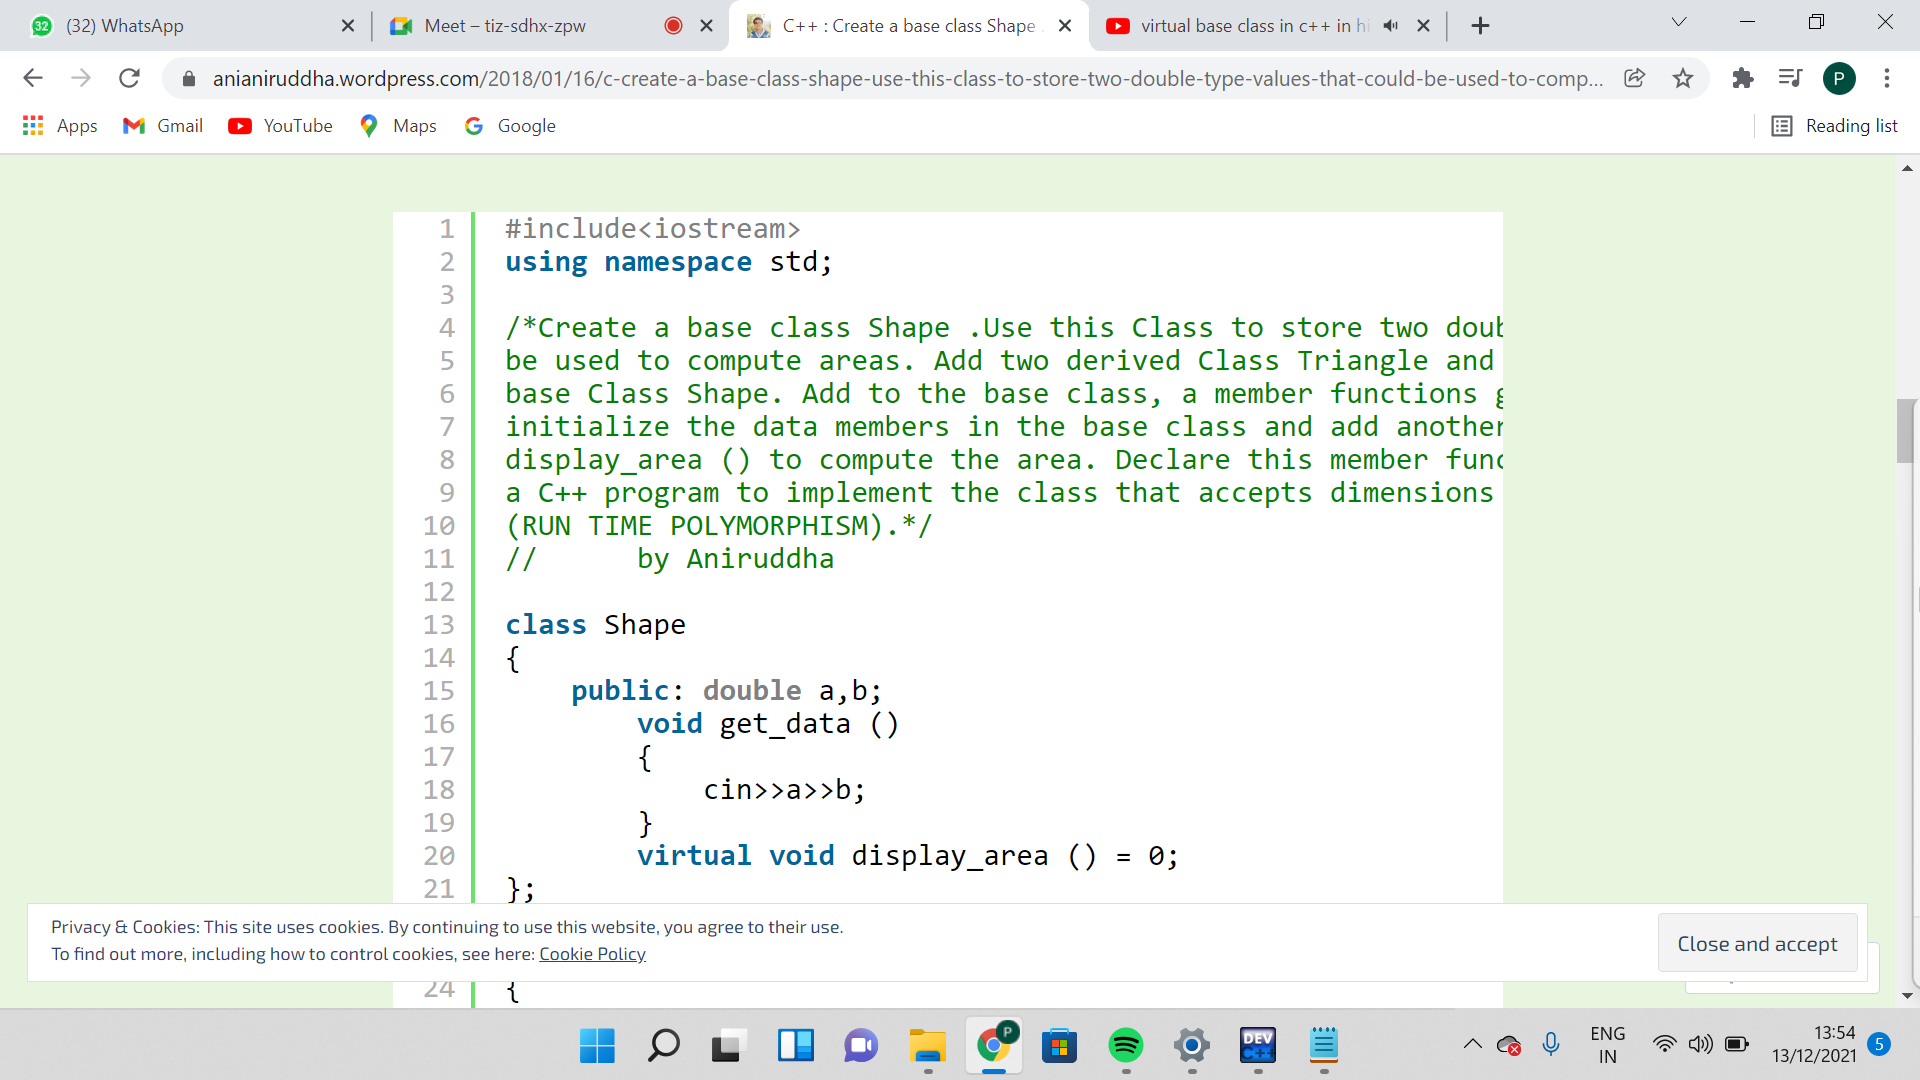 32 (32) WhatsApp
Meet – tiz-sdhx-zpw
C++ : Create a base class Shape
virtual base class in c++ in hi
anianiruddha.wordpress.com/2018/01/16/c-create-a-base-class-shape-use-this-class-to-store-two-double-type-values-that-could-be-used-to-comp...
P
Apps Gmail YouTube Maps Google Reading list
1 #include<iostream>
2 using namespace std;
3
4 /*Create a base class Shape .Use this Class to store two doub
5 be used to compute areas. Add two derived Class Triangle and
6 base Class Shape. Add to the base class, a member functions g
7 initialize the data members in the base class and add another
8 display_area () to compute the area. Declare this member func
9 a C++ program to implement the class that accepts dimensions
10 (RUN TIME POLYMORPHISM).*/
11 // by Aniruddha
12
13 class Shape
14 {
15 public: double a,b;
16 void get_data ()
17 {
18 cin>>a>>b;
19 }
20 virtual void display_area () = 0;
21 };
Privacy & Cookies: This site uses cookies. By continuing to use this website, you agree to their use.
To find out more, including how to control cookies, see here: Cookie Policy
Close and accept
24 {
P
DEV
C++
ENG
IN
13:54
13/12/2021
5